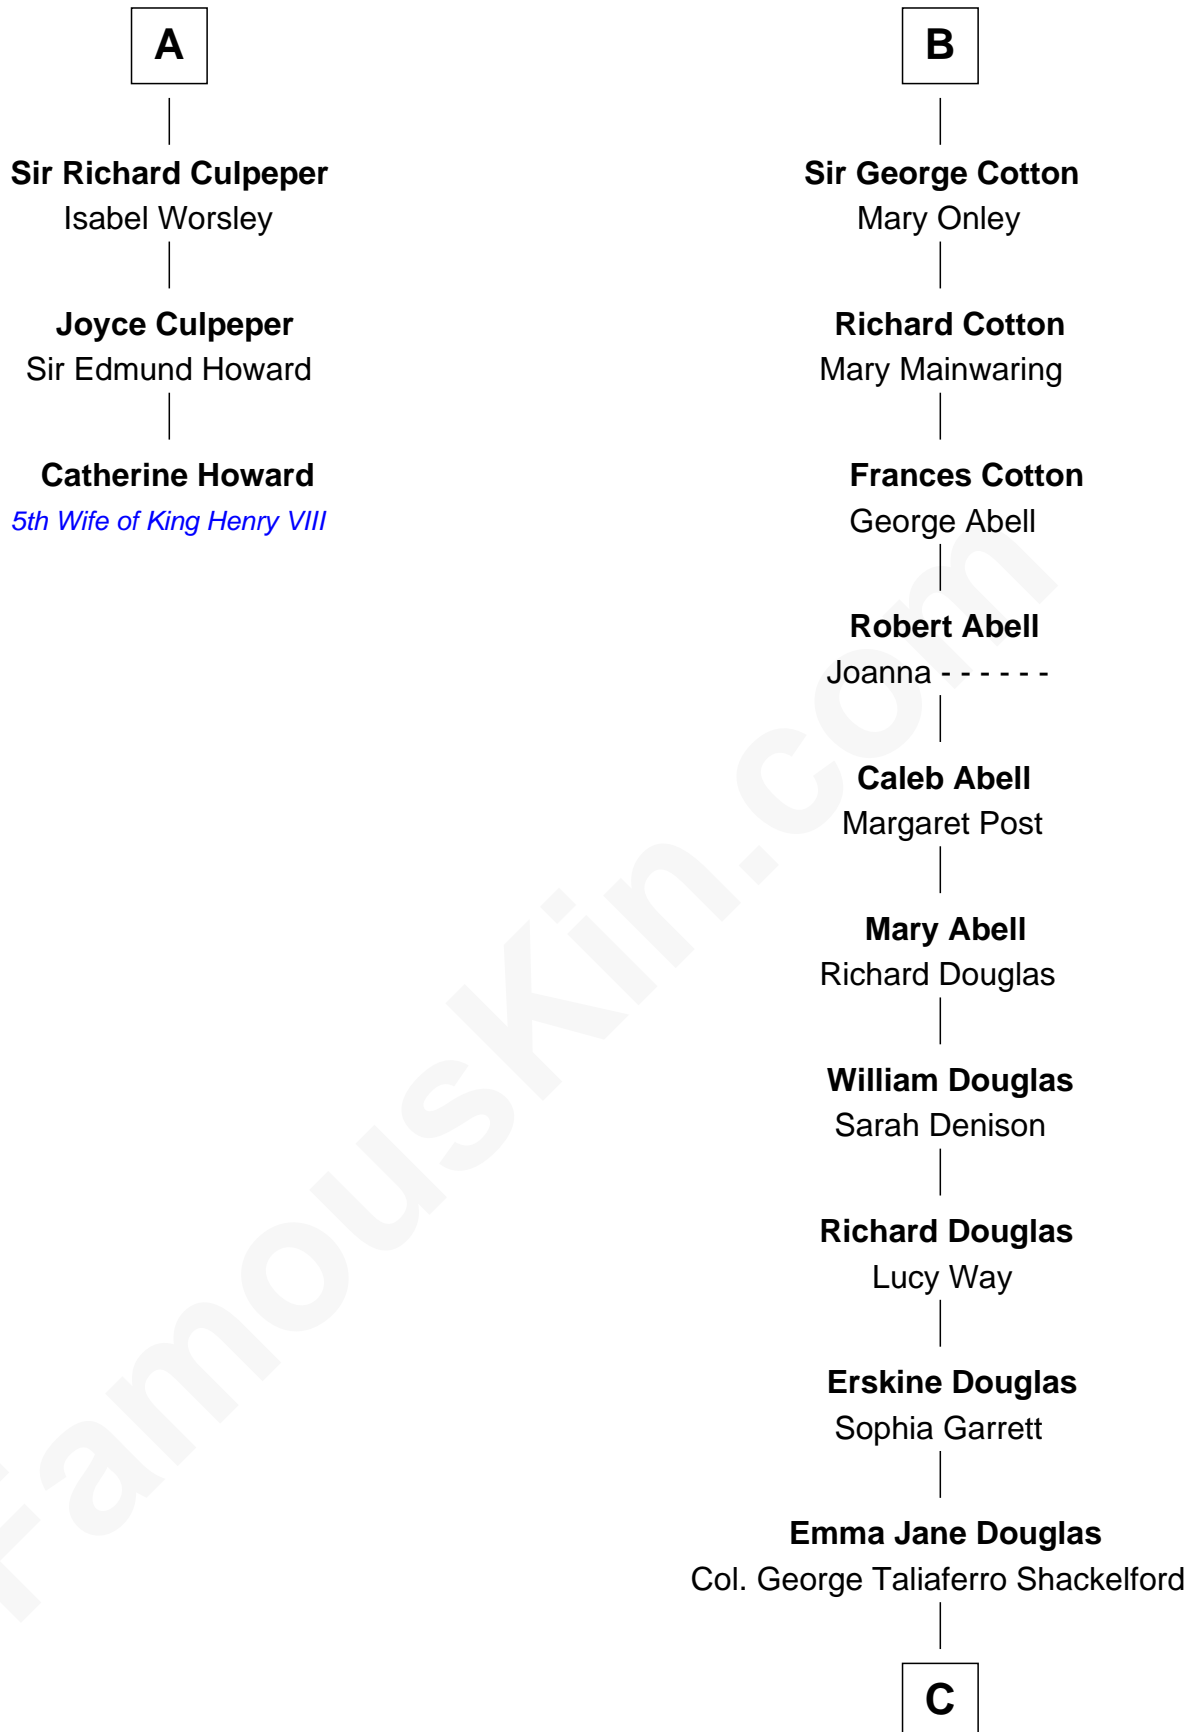 A
Sir Richard Culpeper
Isabel Worsley
Joyce Culpeper
Sir Edmund Howard
Catherine Howard
5th Wife of King Henry VIII
B
Sir George Cotton
Mary Onley
Richard Cotton
Mary Mainwaring
Frances Cotton
George Abell
Robert Abell
Joanna - - - - - -
Caleb Abell
Margaret Post
Mary Abell
Richard Douglas
William Douglas
Sarah Denison
Richard Douglas
Lucy Way
Erskine Douglas
Sophia Garrett
Emma Jane Douglas
Col. George Taliaferro Shackelford
C
FamousKin.com